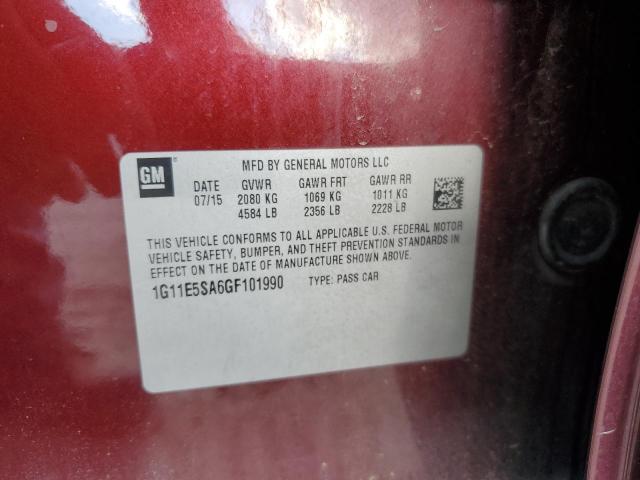 GM
MFD BY GENERAL MOTORS LLC
DATE GVWR GAWR FRT GAWR RR
07/15 2080 KG 1069 KG 1011 KG
4584 LB 2356 LB 2228 LB
THIS VEHICLE CONFORMS TO ALL APPLICABLE U.S. FEDERAL MOTOR
VEHICLE SAFETY, BUMPER, AND THEFT PREVENTION STANDARDS IN
EFFECT ON THE DATE OF MANUFACTURE SHOWN ABOVE.
1G11E5SA6GF101990 TYPE: PASS CAR